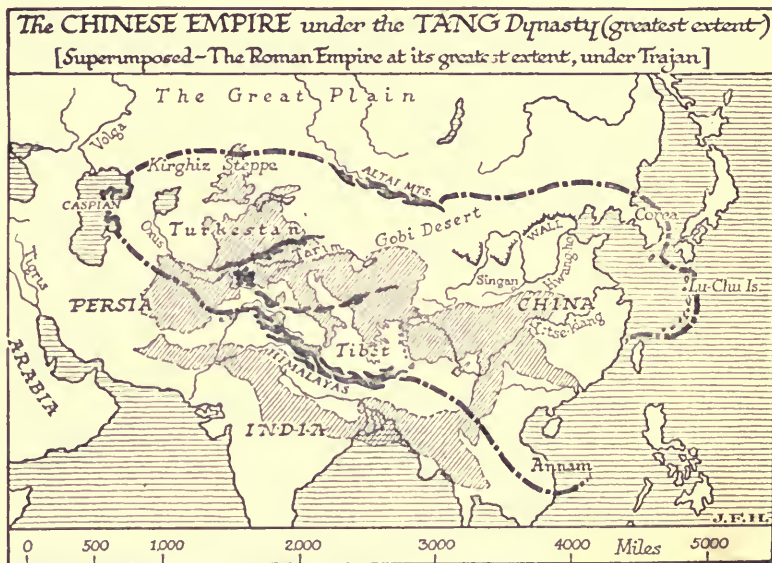 The CHINESE EMPIRE under the TANG Dynasty (greatest extent)
[Superimposed – The Roman Empire at its greatest extent, under Trajan]
The Great Plain
Volga
Kirghiz Steppe
ALTAI MTS.
CASPIAN
Corea
Oxus
Turkestan
Gobi Desert
WALL
Tarim
Hwangho
Tigris
Singan
Lu-Chu Is.
PERSIA
CHINA
Y-tse-kiang
Tibet
ARABIA
HIMALAYAS
INDIA
Annam
J.F.H.
0 500 1,000 2,000 3000 4000 Miles 5000